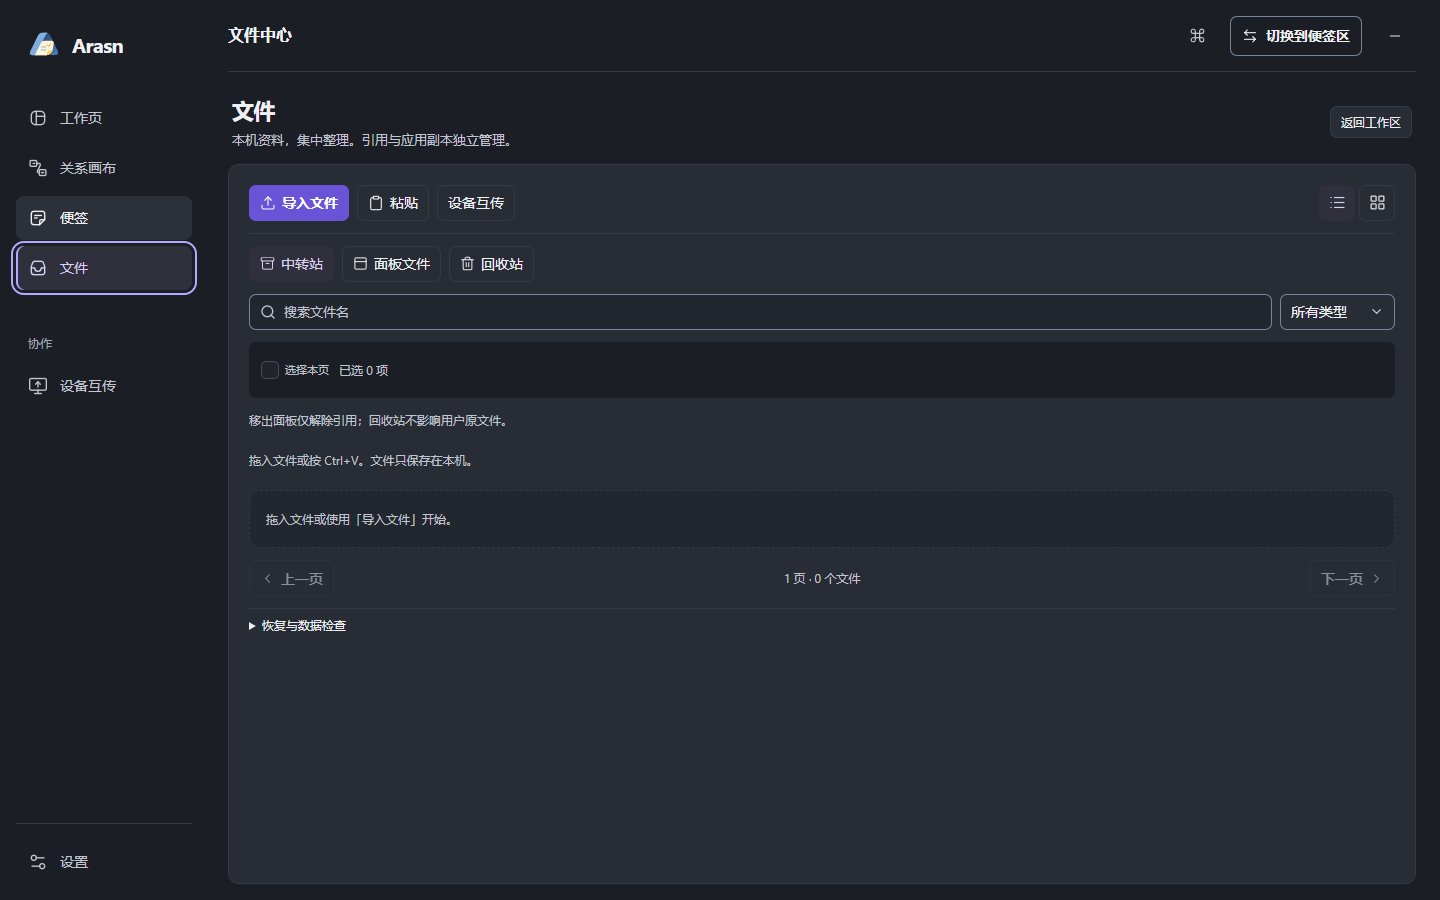 Arasn
文件中心
切换到便签区
工作页
关系画布
便签
文件
协作
设备互传
设置
文件
本机资料，集中整理。引用与应用副本独立管理。
返回工作区
导入文件
粘贴
设备互传
中转站
面板文件
回收站
搜索文件名
所有类型
选择本页 已选 0 项
移出面板仅解除引用；回收站不影响用户原文件。
拖入文件或按 Ctrl+V。文件只保存在本机。
拖入文件或使用「导入文件」开始。
上一页
1 页 · 0 个文件
下一页
恢复与数据检查